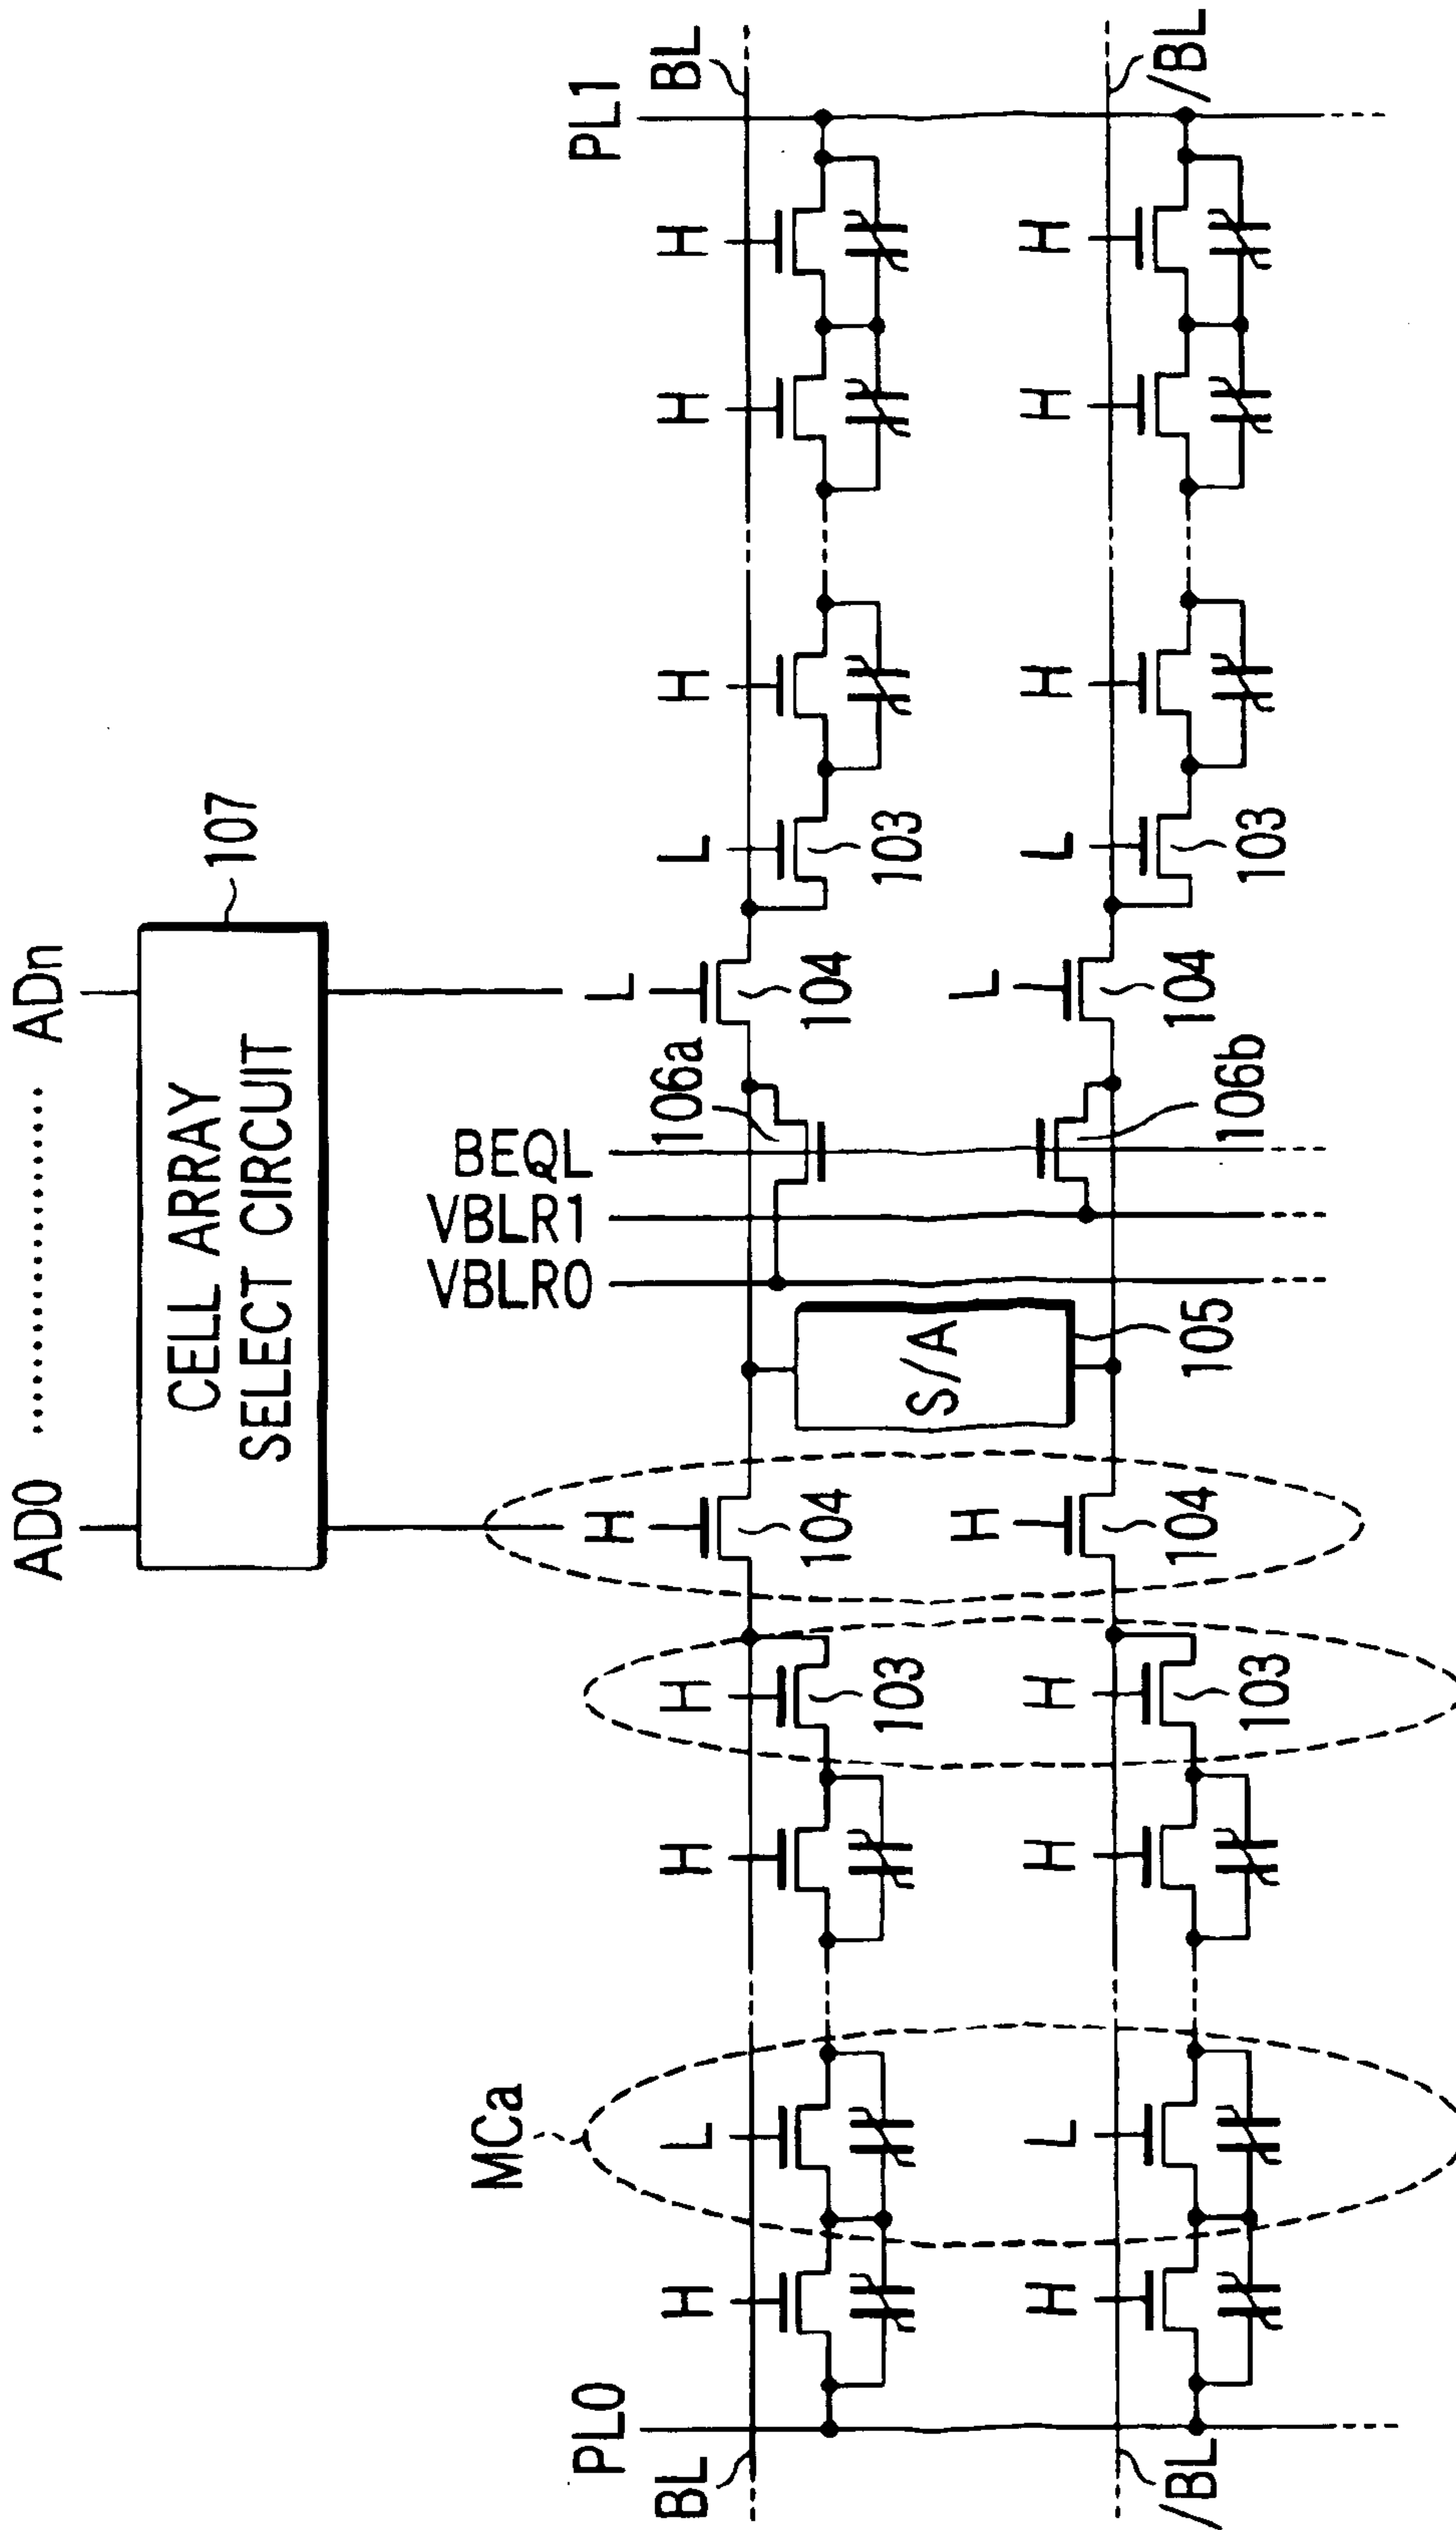 AD0 ........ ADn
CELL ARRAY
SELECT CIRCUIT
107
MCa
VBLR0
VBLR1
BEQL
PL0
H
L
PL1
BL
H
L
H
H
106a
L
H
H
H
BL
104
104
103
103
S/A
105
H
L
H
L
H
H
L
H
H
H
/BL
104
104
106b
/BL
103
103